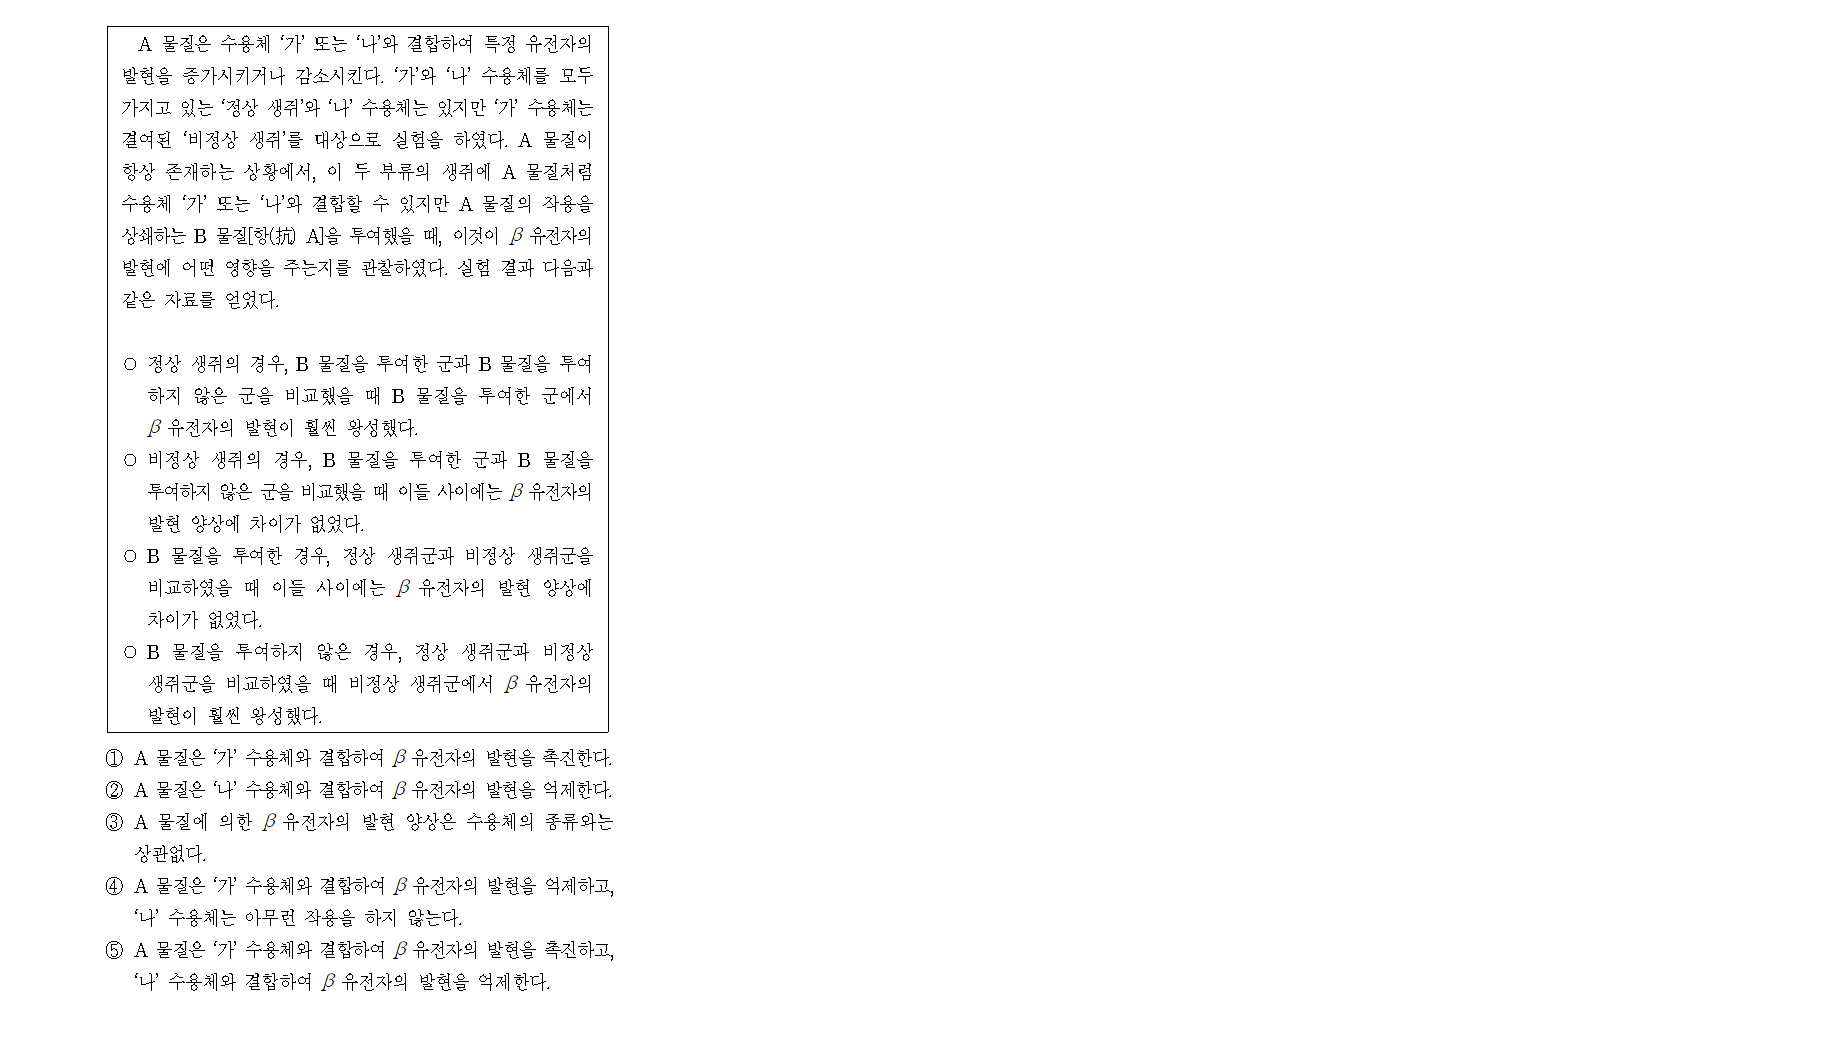 A 물질은 수용체 ‘가’ 또는 ‘나’와 결합하여 특정 유전자의
발현을 증가시키거나 감소시킨다. ‘가’와 ‘나’ 수용체를 모두
가지고 있는 ‘정상 생쥐’와 ‘나’ 수용체는 있지만 ‘가’ 수용체는
결여된 ‘비정상 생쥐’를 대상으로 실험을 하였다. A 물질이
항상 존재하는 상황에서, 이 두 부류의 생쥐에 A 물질처럼
수용체 ‘가’ 또는 ‘나’와 결합할 수 있지만 A 물질의 작용을
상쇄하는 B 물질[항(抗) A]을 투여했을 때, 이것이 β 유전자의
발현에 어떤 영향을 주는지를 관찰하였다. 실험 결과 다음과
같은 자료를 얻었다.
○ 정상 생쥐의 경우, B 물질을 투여한 군과 B 물질을 투여
하지 않은 군을 비교했을 때 B 물질을 투여한 군에서
β 유전자의 발현이 훨씬 왕성했다.
○ 비정상 생쥐의 경우, B 물질을 투여한 군과 B 물질을
투여하지 않은 군을 비교했을 때 이들 사이에는 β 유전자의
발현 양상에 차이가 없었다.
○ B 물질을 투여한 경우, 정상 생쥐군과 비정상 생쥐군을
비교하였을 때 이들 사이에는 β 유전자의 발현 양상에
차이가 없었다.
○ B 물질을 투여하지 않은 경우, 정상 생쥐군과 비정상
생쥐군을 비교하였을 때 비정상 생쥐군에서 β 유전자의
발현이 훨씬 왕성했다.
① A 물질은 ‘가’ 수용체와 결합하여 β 유전자의 발현을 촉진한다.
② A 물질은 ‘나’ 수용체와 결합하여 β 유전자의 발현을 억제한다.
③ A 물질에 의한 β 유전자의 발현 양상은 수용체의 종류와는
상관없다.
④ A 물질은 ‘가’ 수용체와 결합하여 β 유전자의 발현을 억제하고,
‘나’ 수용체는 아무런 작용을 하지 않는다.
⑤ A 물질은 ‘가’ 수용체와 결합하여 β 유전자의 발현을 촉진하고,
‘나’ 수용체와 결합하여 β 유전자의 발현을 억제한다.